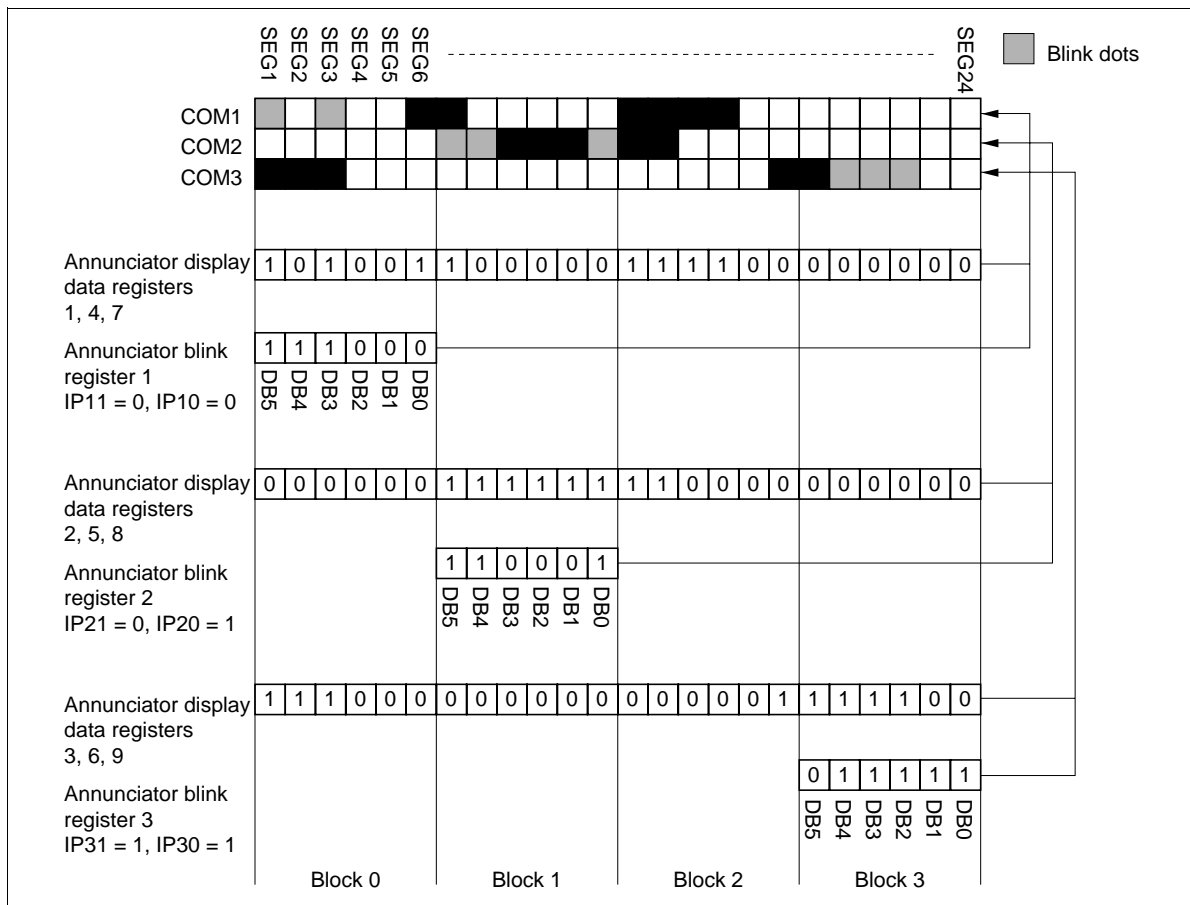 SEG1 SEG2 SEG3 SEG4 SEG5 SEG6 SEG24
Blink dots
COM1
COM2
COM3
Annunciator display
data registers
1, 4, 7
1 0 1 0 0 1 1 0 0 0 0 0 1 1 1 1 0 0 0 0 0 0 0 0
Annunciator blink
register 1
IP11 = 0, IP10 = 0
1 1 1 0 0 0
DB5 DB4 DB3 DB2 DB1 DB0
Annunciator display
data registers
2, 5, 8
0 0 0 0 0 0 1 1 1 1 1 1 1 1 0 0 0 0 0 0 0 0 0 0
Annunciator blink
register 2
IP21 = 0, IP20 = 1
1 1 0 0 0 1
DB5 DB4 DB3 DB2 DB1 DB0
Annunciator display
data registers
3, 6, 9
1 1 1 0 0 0 0 0 0 0 0 0 0 0 0 0 0 1 1 1 1 1 0 0
Annunciator blink
register 3
IP31 = 1, IP30 = 1
0 1 1 1 1 1
DB5 DB4 DB3 DB2 DB1 DB0
Block 0 Block 1 Block 2 Block 3